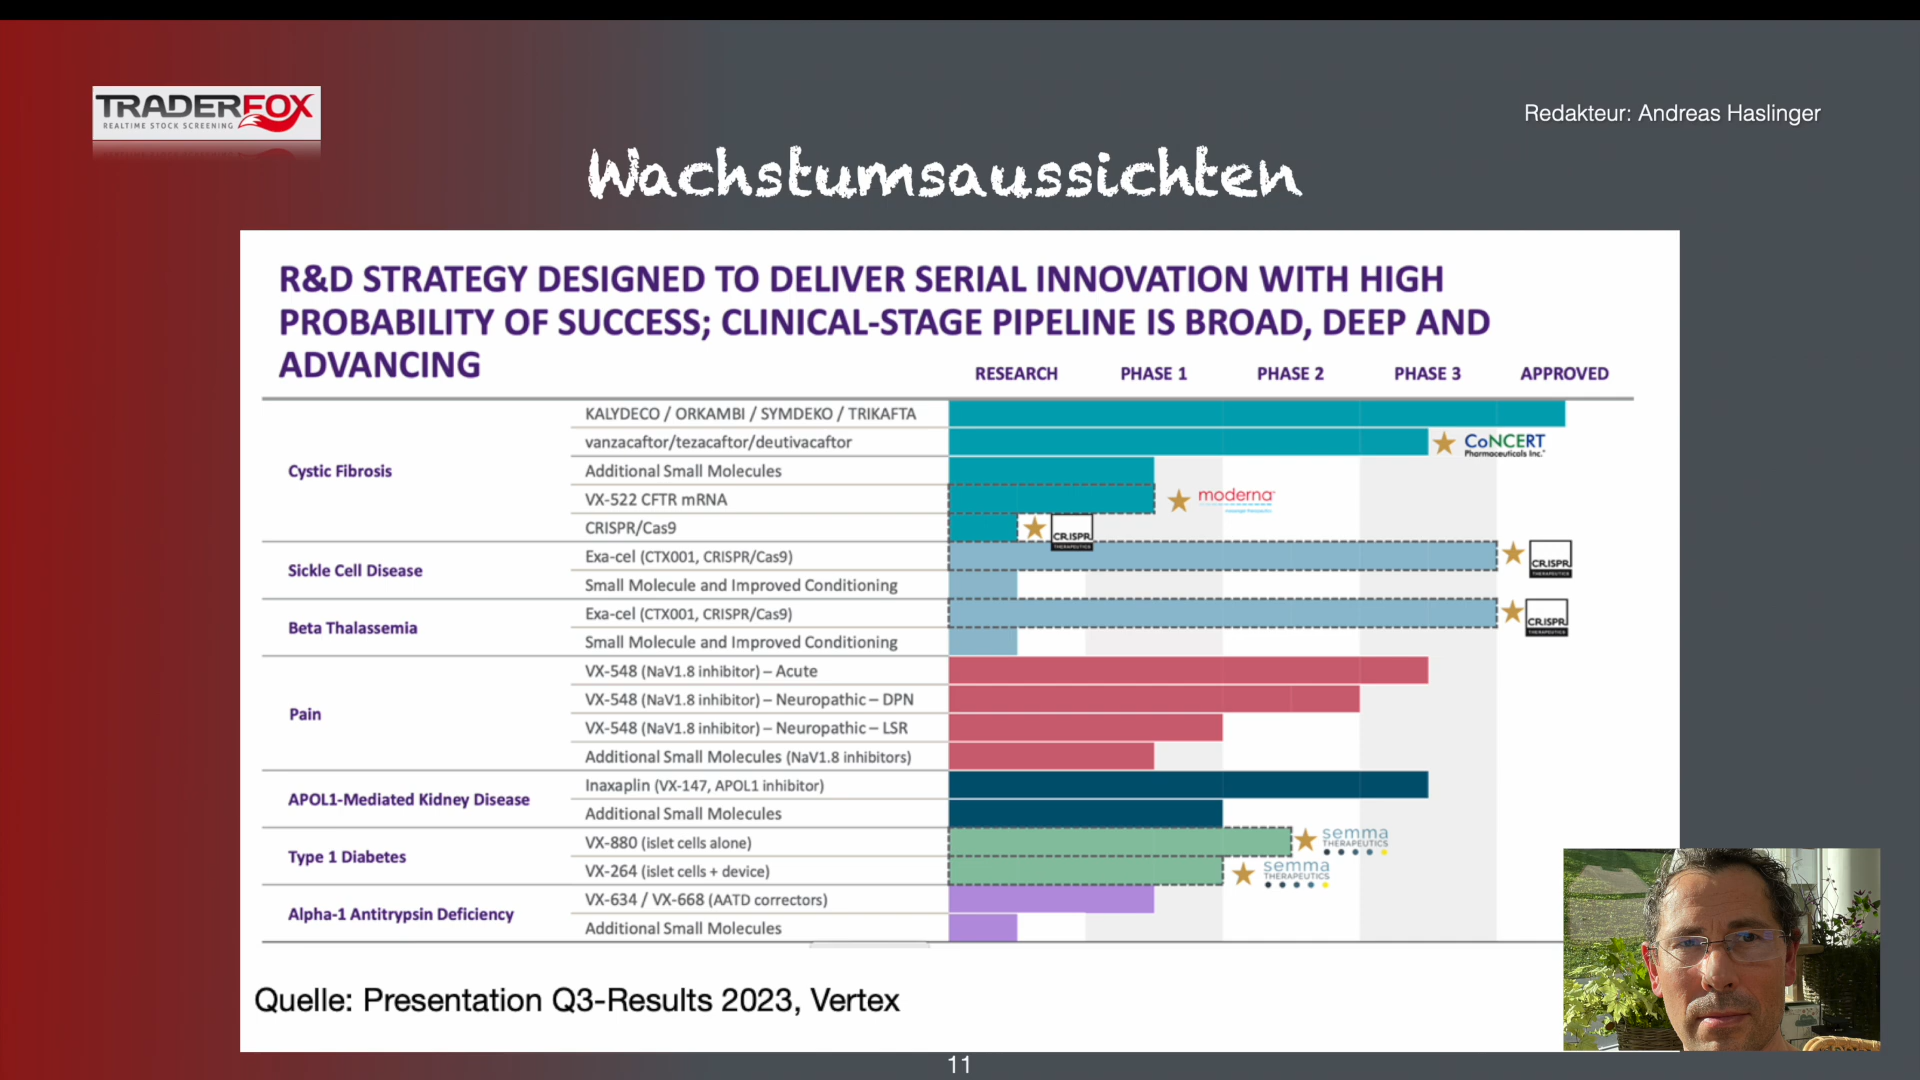 TRADERFOX
REALTIME STOCK SCREENING
Redakteur: Andreas Haslinger
Wachstumsaussichten
R&D STRATEGY DESIGNED TO DELIVER SERIAL INNOVATION WITH HIGH
PROBABILITY OF SUCCESS; CLINICAL-STAGE PIPELINE IS BROAD, DEEP AND
ADVANCING
RESEARCH PHASE 1 PHASE 2 PHASE 3 APPROVED
Cystic Fibrosis
KALYDECO / ORKAMBI / SYMDEKO / TRIKAFTA
vanzacaftor/tezacaftor/deutivacaftor
CoNCERT
Pharmaceuticals Inc.
Additional Small Molecules
VX-522 CFTR mRNA
moderna
CRISPR/Cas9
CRISPR
THERAPEUTICS
Sickle Cell Disease
Exa-cel (CTX001, CRISPR/Cas9)
CRISPR
THERAPEUTICS
Small Molecule and Improved Conditioning
Beta Thalassemia
Exa-cel (CTX001, CRISPR/Cas9)
CRISPR
THERAPEUTICS
Small Molecule and Improved Conditioning
Pain
VX-548 (NaV1.8 inhibitor) – Acute
VX-548 (NaV1.8 inhibitor) – Neuropathic – DPN
VX-548 (NaV1.8 inhibitor) – Neuropathic – LSR
Additional Small Molecules (NaV1.8 inhibitors)
APOL1-Mediated Kidney Disease
Inaxaplin (VX-147, APOL1 inhibitor)
Additional Small Molecules
Type 1 Diabetes
VX-880 (islet cells alone)
semma
THERAPEUTICS
VX-264 (islet cells + device)
semma
THERAPEUTICS
Alpha-1 Antitrypsin Deficiency
VX-634 / VX-668 (AATD correctors)
Additional Small Molecules
Quelle: Presentation Q3-Results 2023, Vertex
11